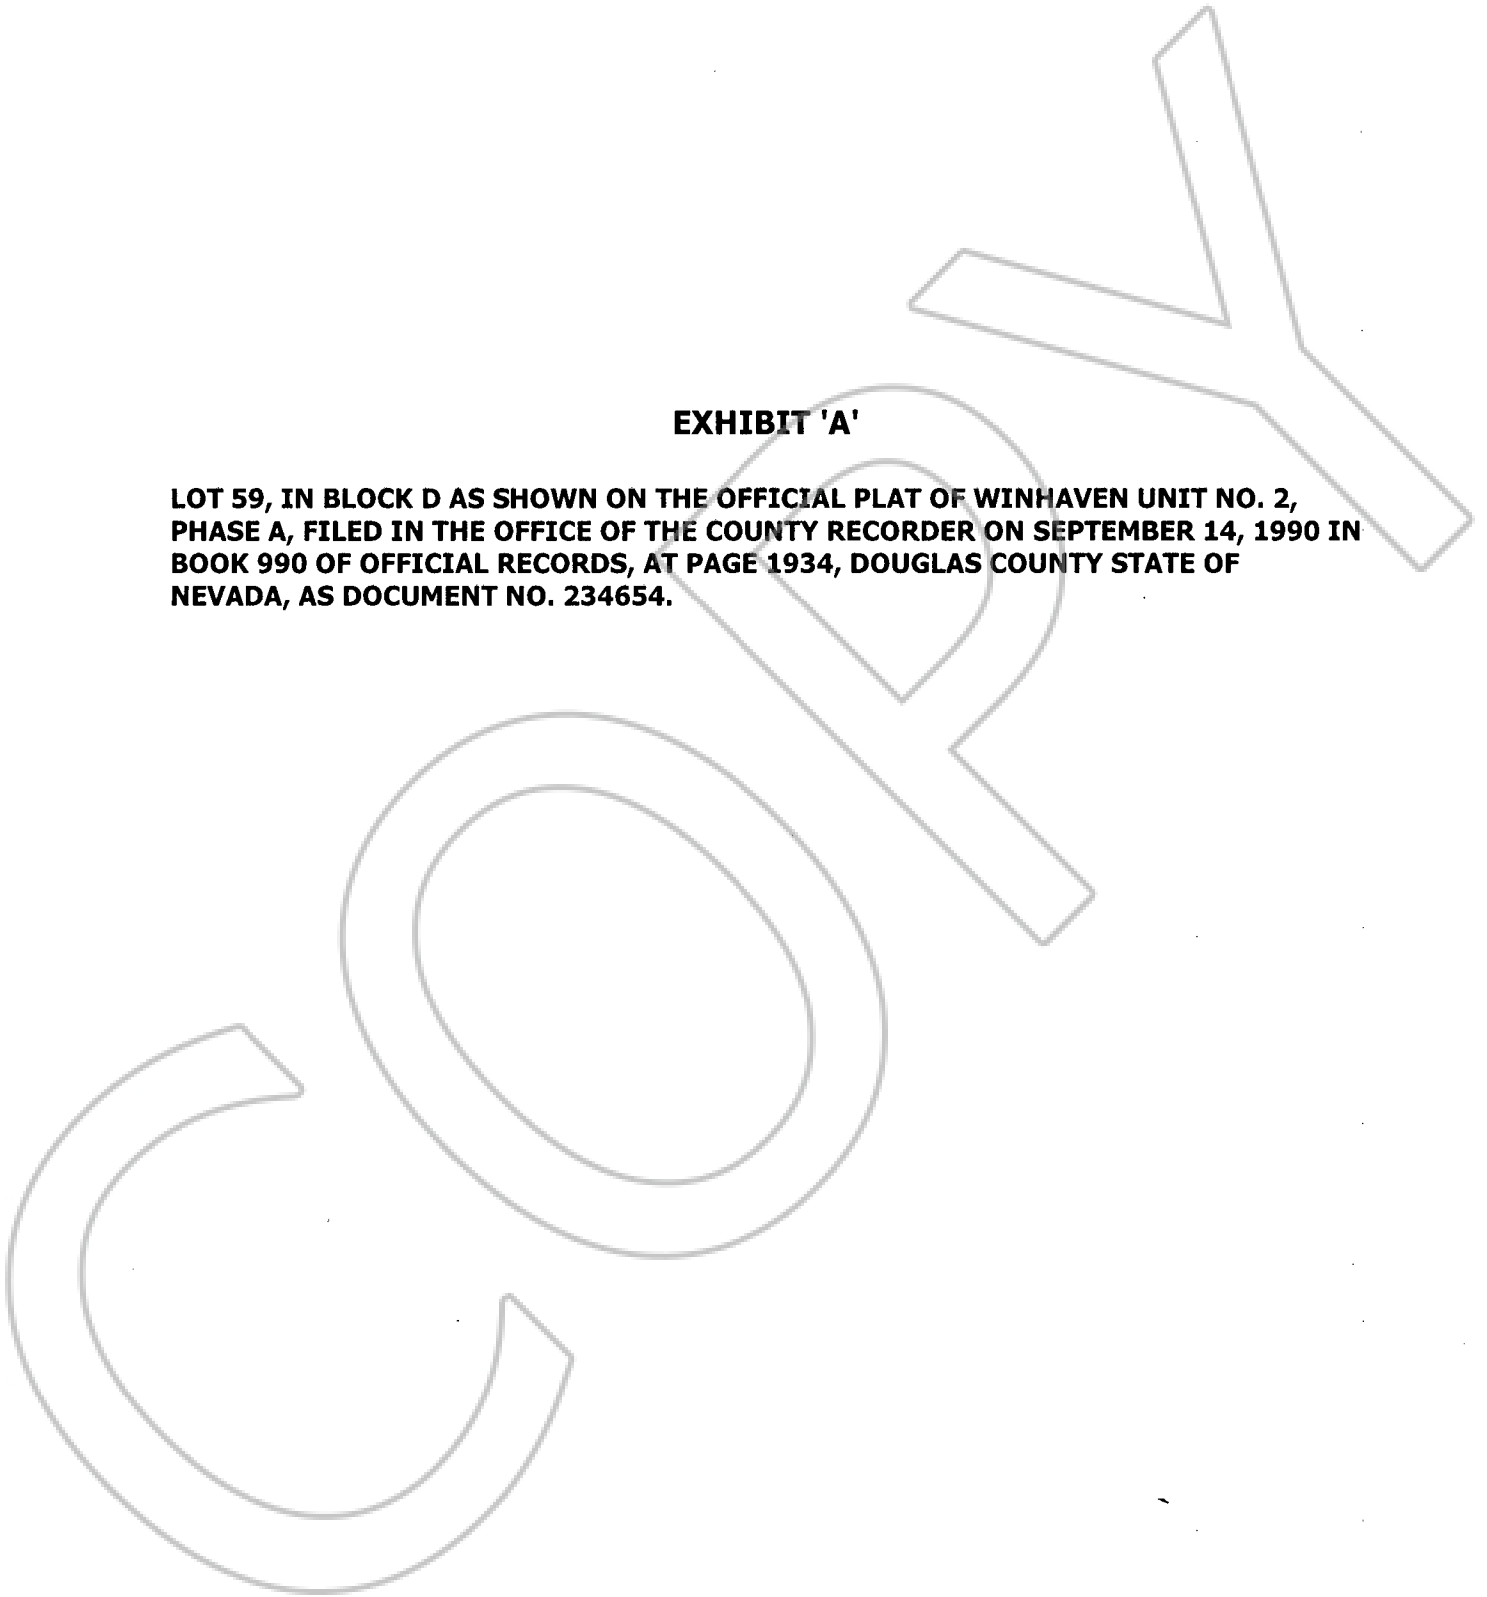 EXHIBIT 'A'
LOT 59, IN BLOCK D AS SHOWN ON THE OFFICIAL PLAT OF WINHAVEN UNIT NO. 2,
PHASE A, FILED IN THE OFFICE OF THE COUNTY RECORDER ON SEPTEMBER 14, 1990 IN
BOOK 990 OF OFFICIAL RECORDS, AT PAGE 1934, DOUGLAS COUNTY STATE OF
NEVADA, AS DOCUMENT NO. 234654.
COPY